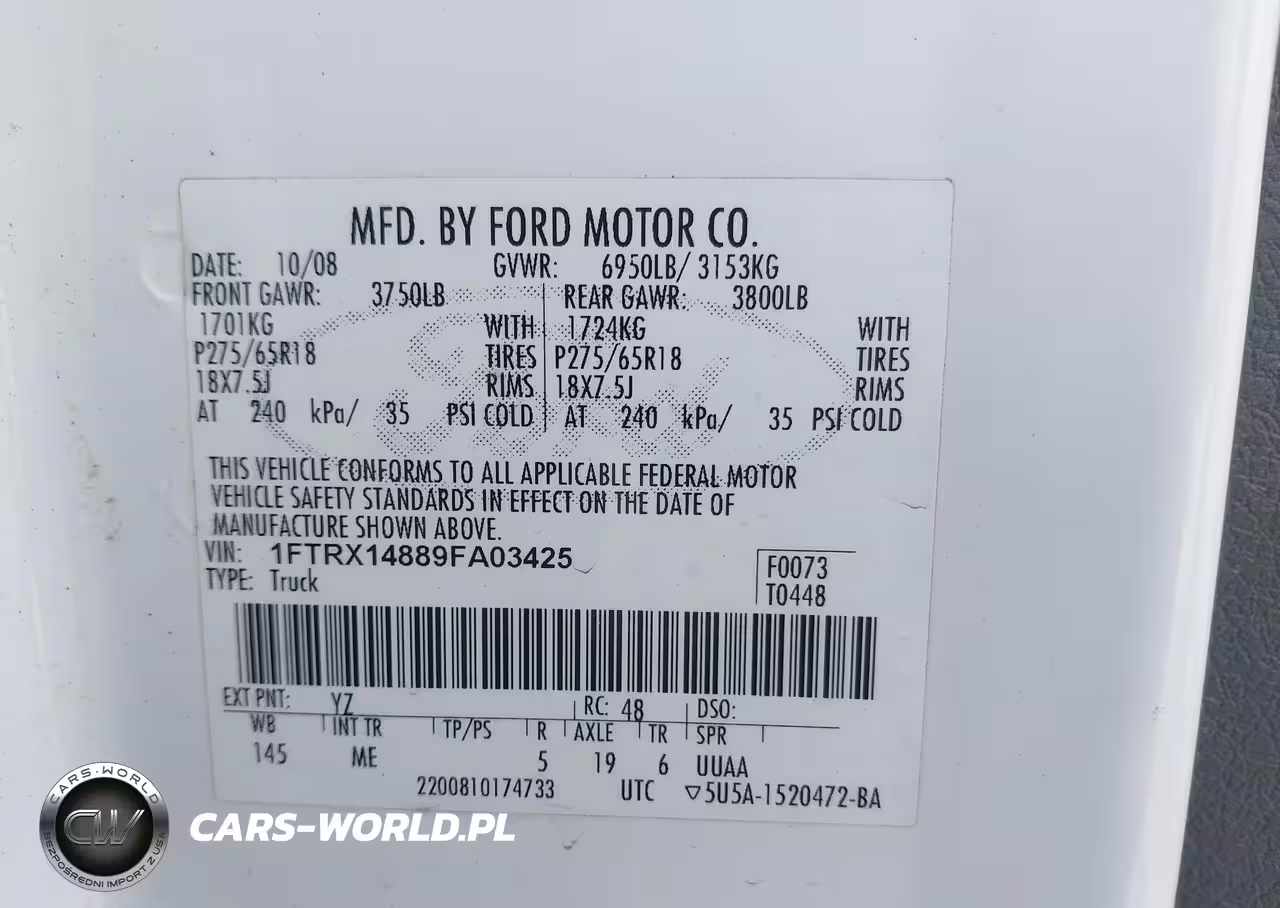 MFD. BY FORD MOTOR CO.
DATE: 10/08 GVWR: 6950LB/ 3153KG
FRONT GAWR: 3750LB REAR GAWR: 3800LB
1701KG WITH 1724KG WITH
P275/65R18 TIRES P275/65R18 TIRES
18X7.5J RIMS 18X7.5J RIMS
AT 240 kPa/ 35 PSI COLD AT 240 kPa/ 35 PSI COLD
THIS VEHICLE CONFORMS TO ALL APPLICABLE FEDERAL MOTOR
VEHICLE SAFETY STANDARDS IN EFFECT ON THE DATE OF
MANUFACTURE SHOWN ABOVE.
VIN: 1FTRX14889FA03425
F0073
TYPE: Truck
T0448
EXT PNT: YZ RC: 48 DSO:
WB INT TR TP/PS R AXLE TR SPR
145 ME 5 19 6 UUAA
2200810174733 UTC ▽5U5A-1520472-BA
CARS-WORLD
CW
BEZPOŚREDNI IMPORT Z USA
CARS-WORLD.PL